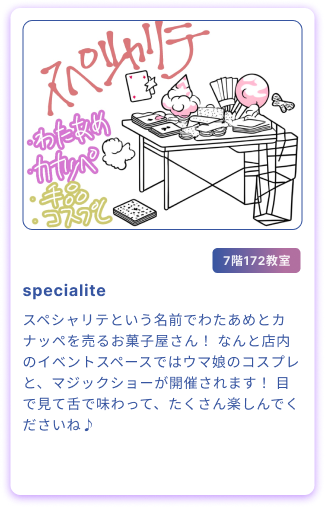 スペシャリテ
・わたあめ
・カナッペ
・手品
・コスプレ
7階172教室
specialite
スペシャリテという名前でわたあめとカ
ナッペを売るお菓子屋さん！ なんと店内
のイベントスペースではウマ娘のコスプレ
と、マジックショーが開催されます！ 目
で見て舌で味わって、たくさん楽しんでく
ださいね♪